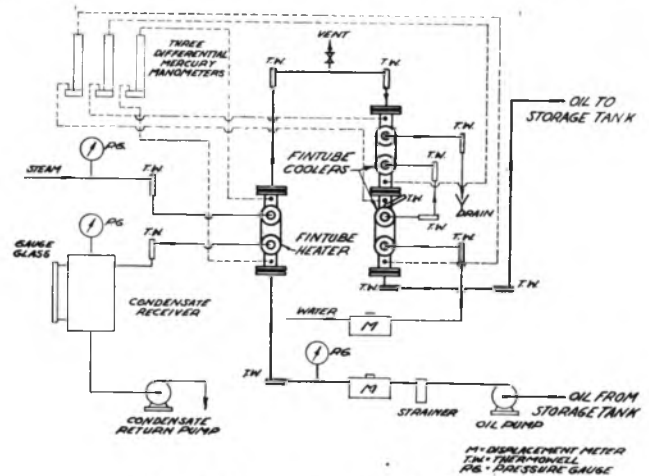 THREE
DIFFERENTIAL
MERCURY
MANOMETERS
VENT
T.W.
T.W.
OIL TO
STORAGE TANK
P.G.
STEAM
T.W.
FINTUBE
COOLERS
T.W.
T.W.
T.W.
DRAIN
P.G.
T.W.
GAUGE
GLASS
FINTUBE
HEATER
T.W.
CONDENSATE
RECEIVER
T.W.
T.W.
WATER
M
P.G.
T.W.
M
STRAINER
OIL PUMP
OIL FROM
STORAGE TANK
CONDENSATE
RETURN PUMP
M=DISPLACEMENT METER
T.W.=THERMOWELL
P.G.=PRESSURE GAUGE